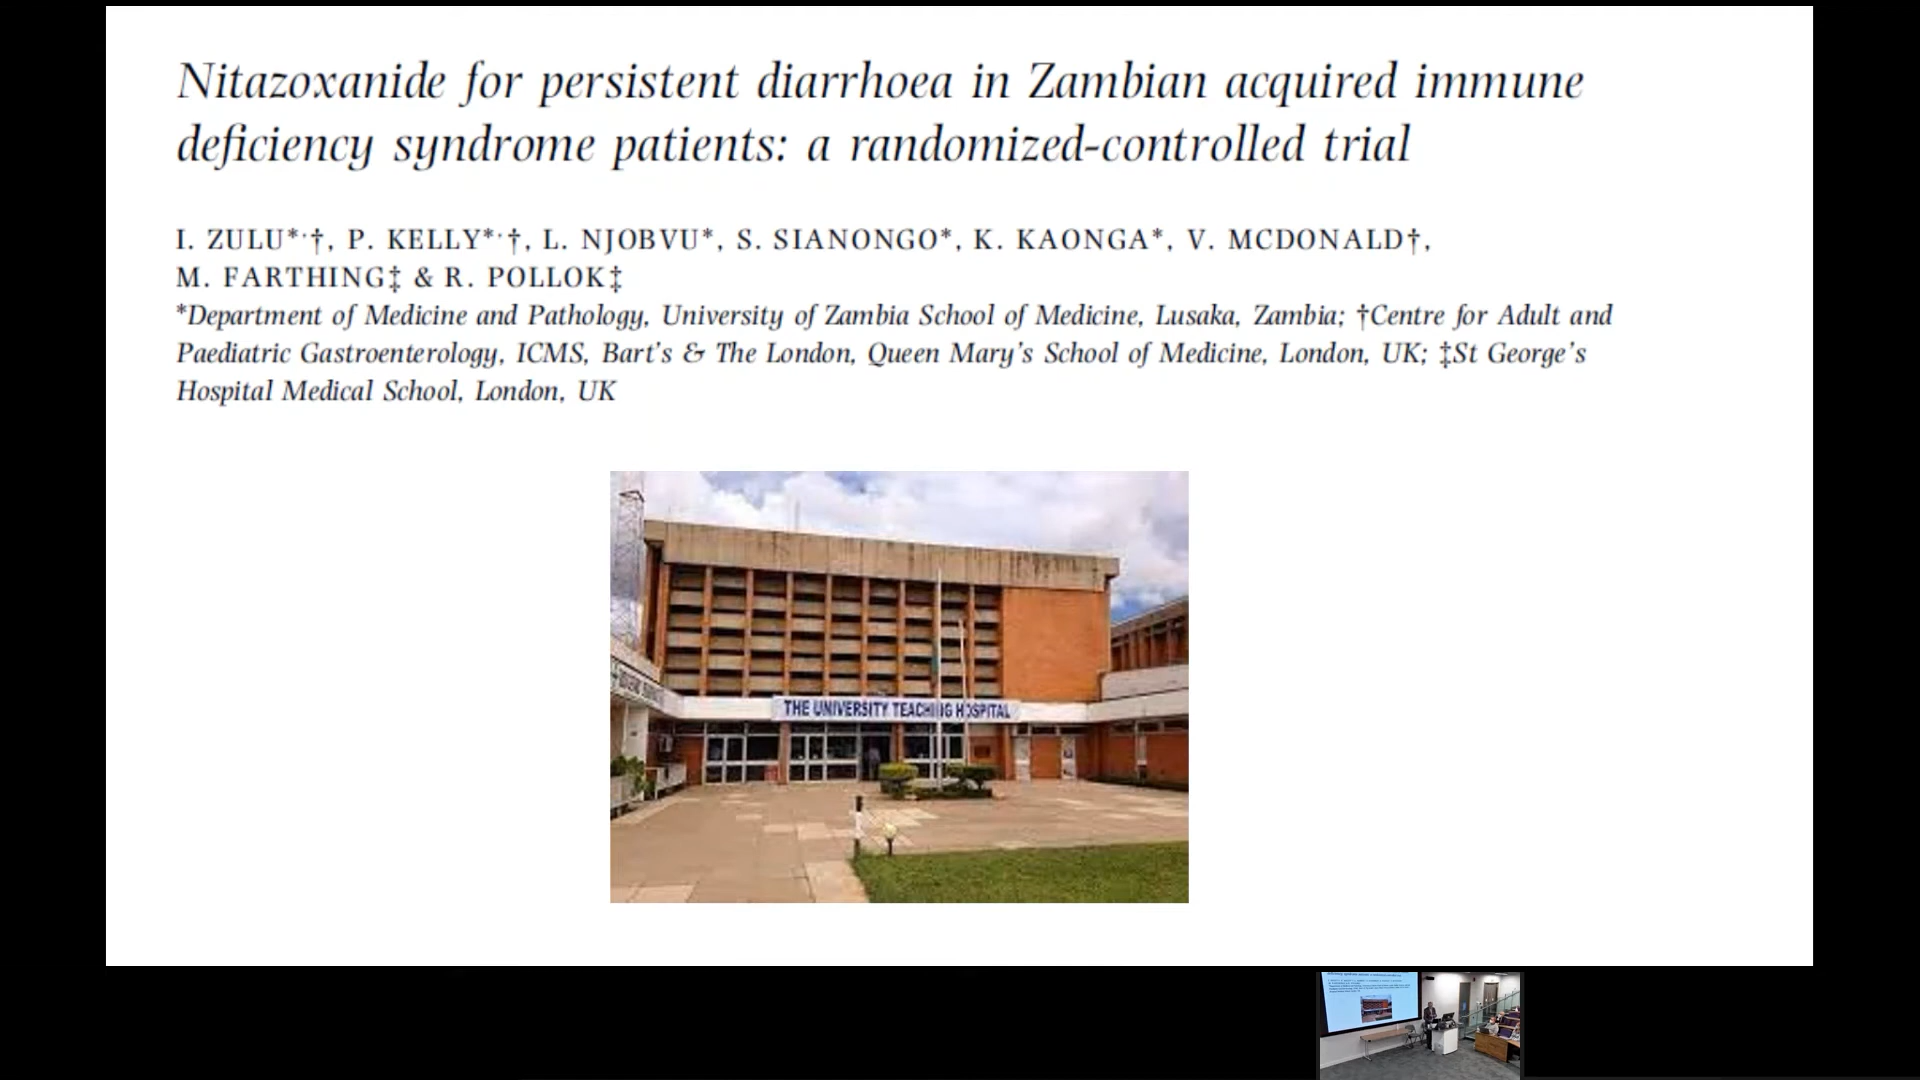 Nitazoxanide for persistent diarrhoea in Zambian acquired immune
deficiency syndrome patients: a randomized-controlled trial
I. ZULU*,†, P. KELLY*,†, L. NJOBVU*, S. SIANONGO*, K. KAONGA*, V. MCDONALD†,
M. FARTHING‡ & R. POLLOK‡
*Department of Medicine and Pathology, University of Zambia School of Medicine, Lusaka, Zambia; †Centre for Adult and
Paediatric Gastroenterology, ICMS, Bart's & The London, Queen Mary's School of Medicine, London, UK; ‡St George's
Hospital Medical School, London, UK
THE UNIVERSITY TEACHING HOSPITAL